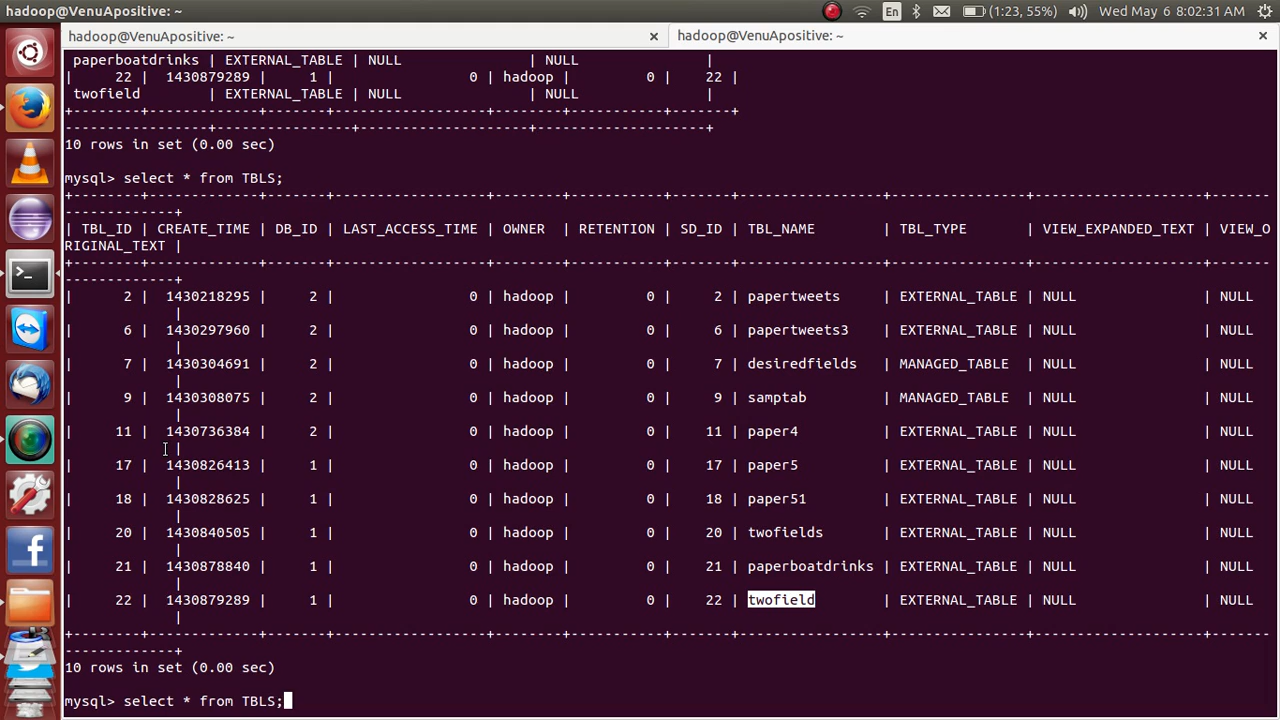 hadoop@VenuApositive: ~
En
(1:23, 55%)
Wed May 6 8:02:31 AM
hadoop@VenuApositive: ~
hadoop@VenuApositive: ~
paperboatdrinks | EXTERNAL_TABLE | NULL | NULL |
| 22 | 1430879289 | 1 | 0 | hadoop | 0 | 22 |
twofield | EXTERNAL_TABLE | NULL | NULL |
10 rows in set (0.00 sec)
mysql> select * from TBLS;
| TBL_ID | CREATE_TIME | DB_ID | LAST_ACCESS_TIME | OWNER | RETENTION | SD_ID | TBL_NAME | TBL_TYPE | VIEW_EXPANDED_TEXT | VIEW_O
RIGINAL_TEXT |
| 2 | 1430218295 | 2 | 0 | hadoop | 0 | 2 | papertweets | EXTERNAL_TABLE | NULL | NULL
|
| 6 | 1430297960 | 2 | 0 | hadoop | 0 | 6 | papertweets3 | EXTERNAL_TABLE | NULL | NULL
|
| 7 | 1430304691 | 2 | 0 | hadoop | 0 | 7 | desiredfields | MANAGED_TABLE | NULL | NULL
|
| 9 | 1430308075 | 2 | 0 | hadoop | 0 | 9 | samptab | MANAGED_TABLE | NULL | NULL
|
| 11 | 1430736384 | 2 | 0 | hadoop | 0 | 11 | paper4 | EXTERNAL_TABLE | NULL | NULL
|
| 17 | 1430826413 | 1 | 0 | hadoop | 0 | 17 | paper5 | EXTERNAL_TABLE | NULL | NULL
|
| 18 | 1430828625 | 1 | 0 | hadoop | 0 | 18 | paper51 | EXTERNAL_TABLE | NULL | NULL
|
| 20 | 1430840505 | 1 | 0 | hadoop | 0 | 20 | twofields | EXTERNAL_TABLE | NULL | NULL
|
| 21 | 1430878840 | 1 | 0 | hadoop | 0 | 21 | paperboatdrinks | EXTERNAL_TABLE | NULL | NULL
|
| 22 | 1430879289 | 1 | 0 | hadoop | 0 | 22 | twofield | EXTERNAL_TABLE | NULL | NULL
|
10 rows in set (0.00 sec)
mysql> select * from TBLS;